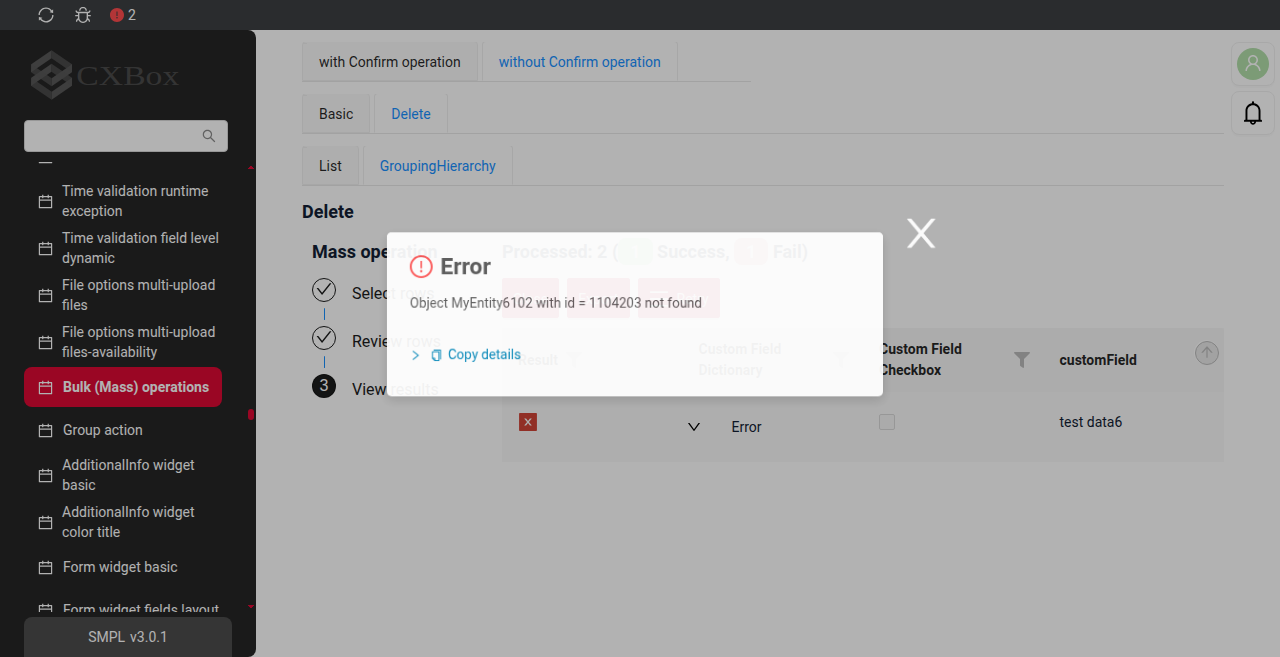 2
CXBox
Time validation runtime
exception
Time validation field level
dynamic
File options multi-upload
files
File options multi-upload
files-availability
Bulk (Mass) operations
Group action
AdditionalInfo widget
basic
AdditionalInfo widget
color title
Form widget basic
Form widget fields layout
SMPL v3.0.1
with Confirm operation
without Confirm operation
Basic
Delete
List
GroupingHierarchy
Delete
Mass operation
Select rows
Review rows
3
View results
Processed: 2 ( Success, Fail)
Error
Object MyEntity6102 with id = 1104203 not found
Copy details
Result
Custom Field
Dictionary
Custom Field
Checkbox
customField
Error
test data6